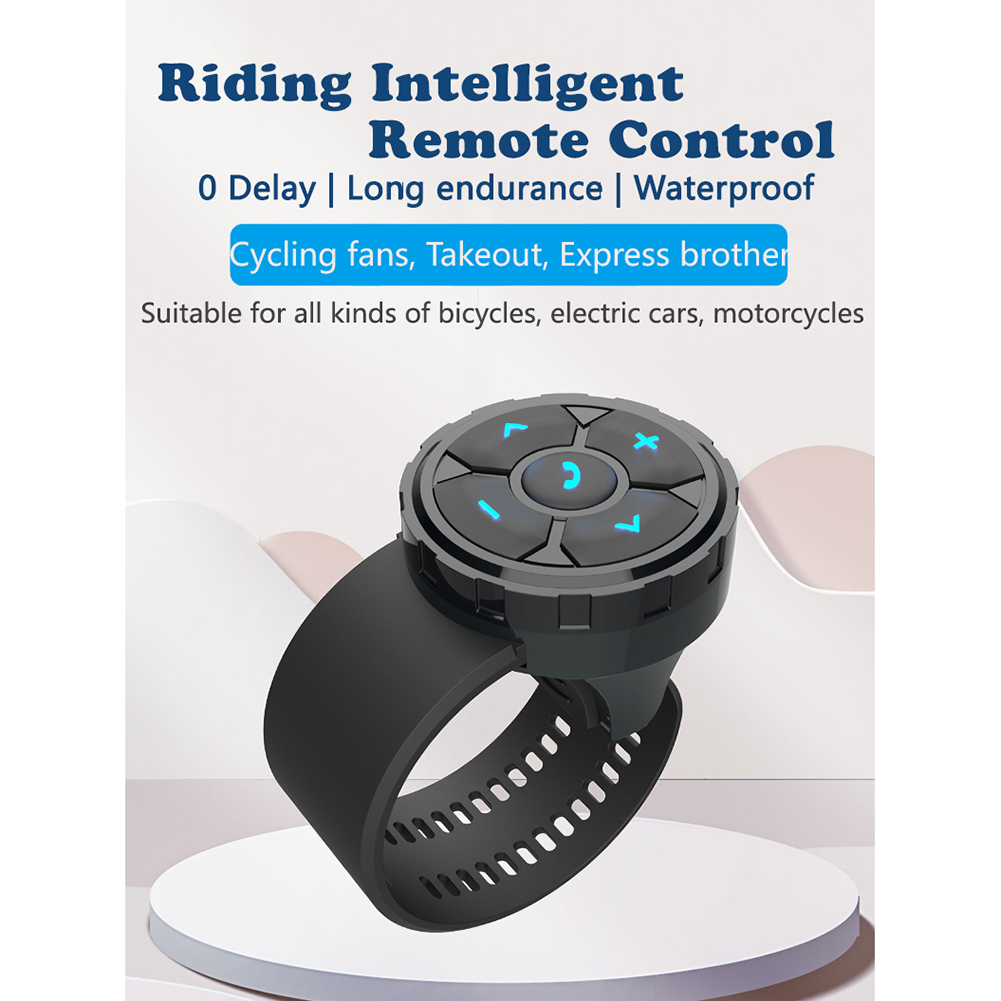 Riding Intelligent
Remote Control
0 Delay | Long endurance | Waterproof
Cycling fans, Takeout, Express brother
Suitable for all kinds of bicycles, electric cars, motorcycles